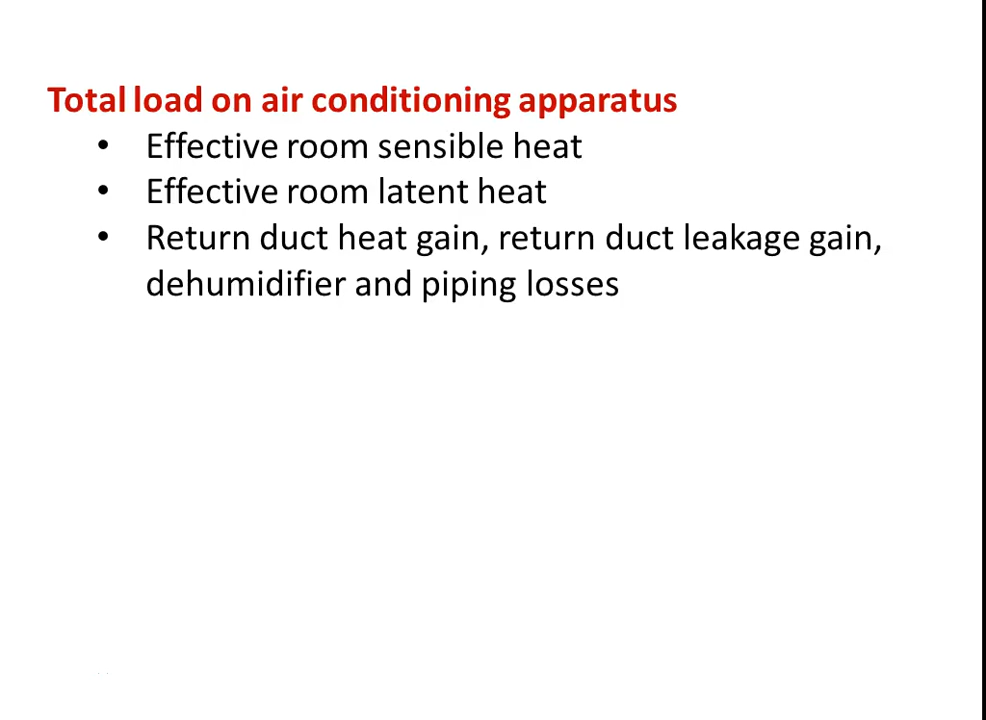 Total load on air conditioning apparatus
• Effective room sensible heat
• Effective room latent heat
• Return duct heat gain, return duct leakage gain,
dehumidifier and piping losses